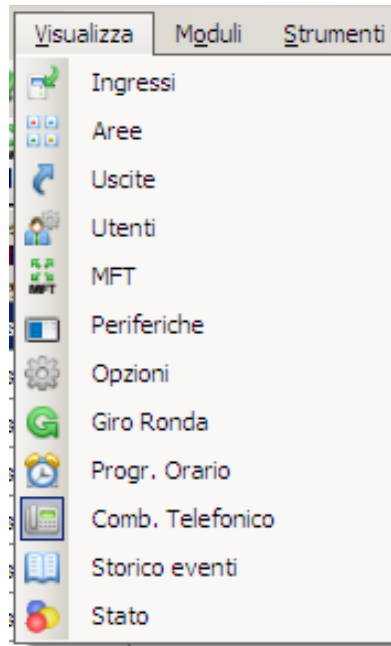 Visualizza Moduli Strumenti
Ingressi
Aree
Uscite
Utenti
MFT
MFT
Periferiche
Opzioni
Giro Ronda
Progr. Orario
Comb. Telefonico
Storico eventi
Stato